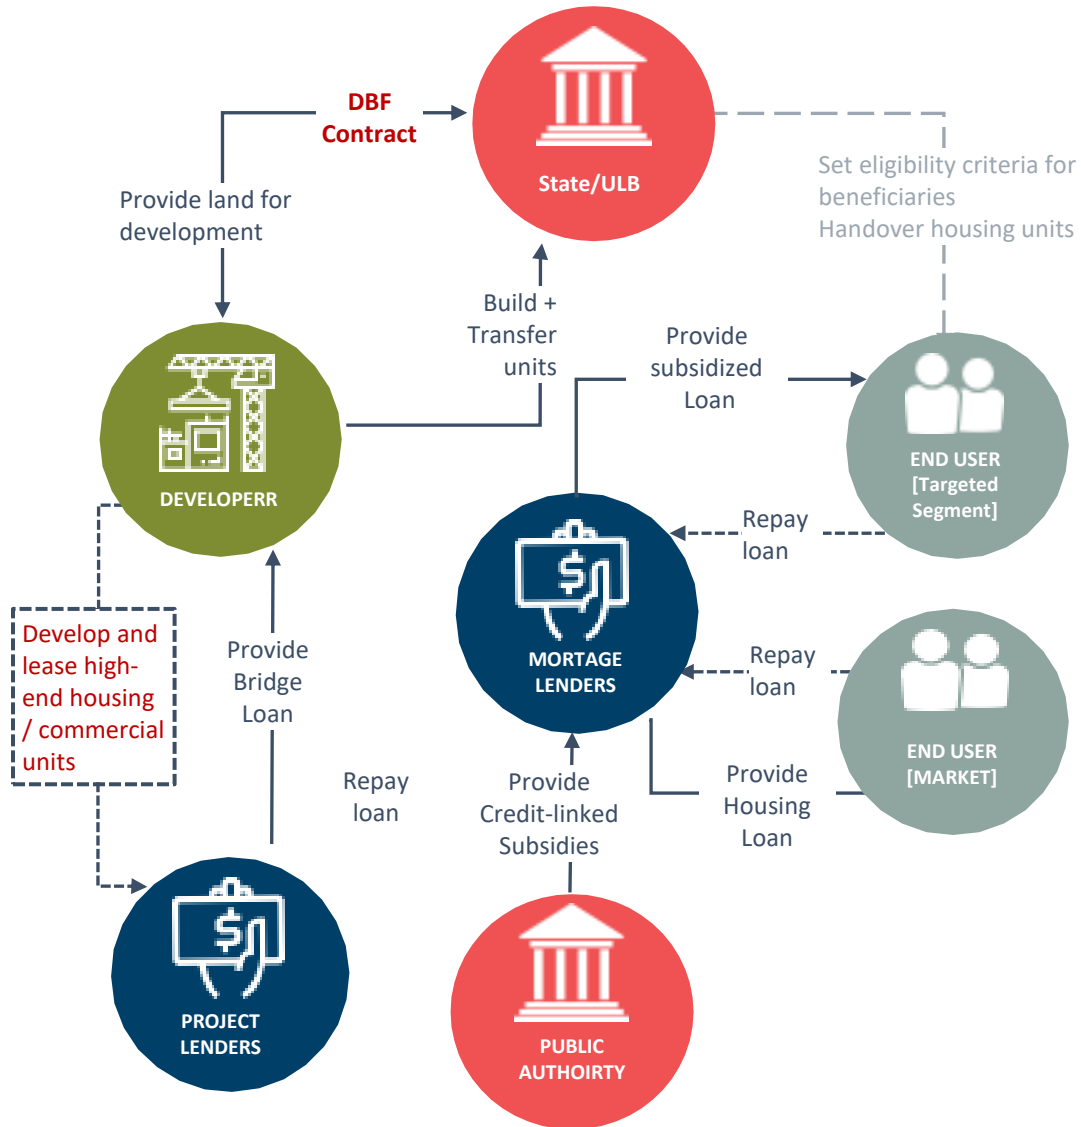 DBF
Contract
State/ULB
Set eligibility criteria for
beneficiaries
Handover housing units
Provide land for
development
Build +
Transfer
units
Provide
subsidized
Loan
DEVELOPERR
END USER
[Targeted
Segment]
Repay
loan
MORTAGE
LENDERS
Develop and
lease high-
end housing
/ commercial
units
Provide
Bridge
Loan
Repay
loan
END USER
[MARKET]
Repay
loan
Provide
Credit-linked
Subsidies
Provide
Housing
Loan
PROJECT
LENDERS
PUBLIC
AUTHOIRTY